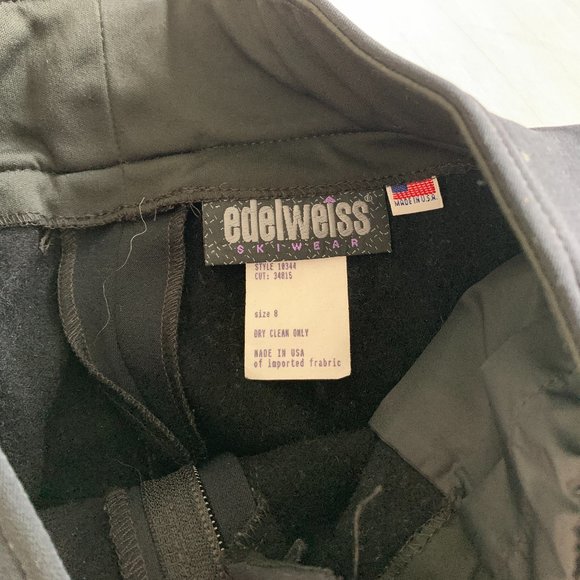 edelweiss®
SKIWEAR
MADE IN U.S.A.
STYLE 10344
CUT: 34015
size 8
DRY CLEAN ONLY
MADE IN USA
of imported frabric